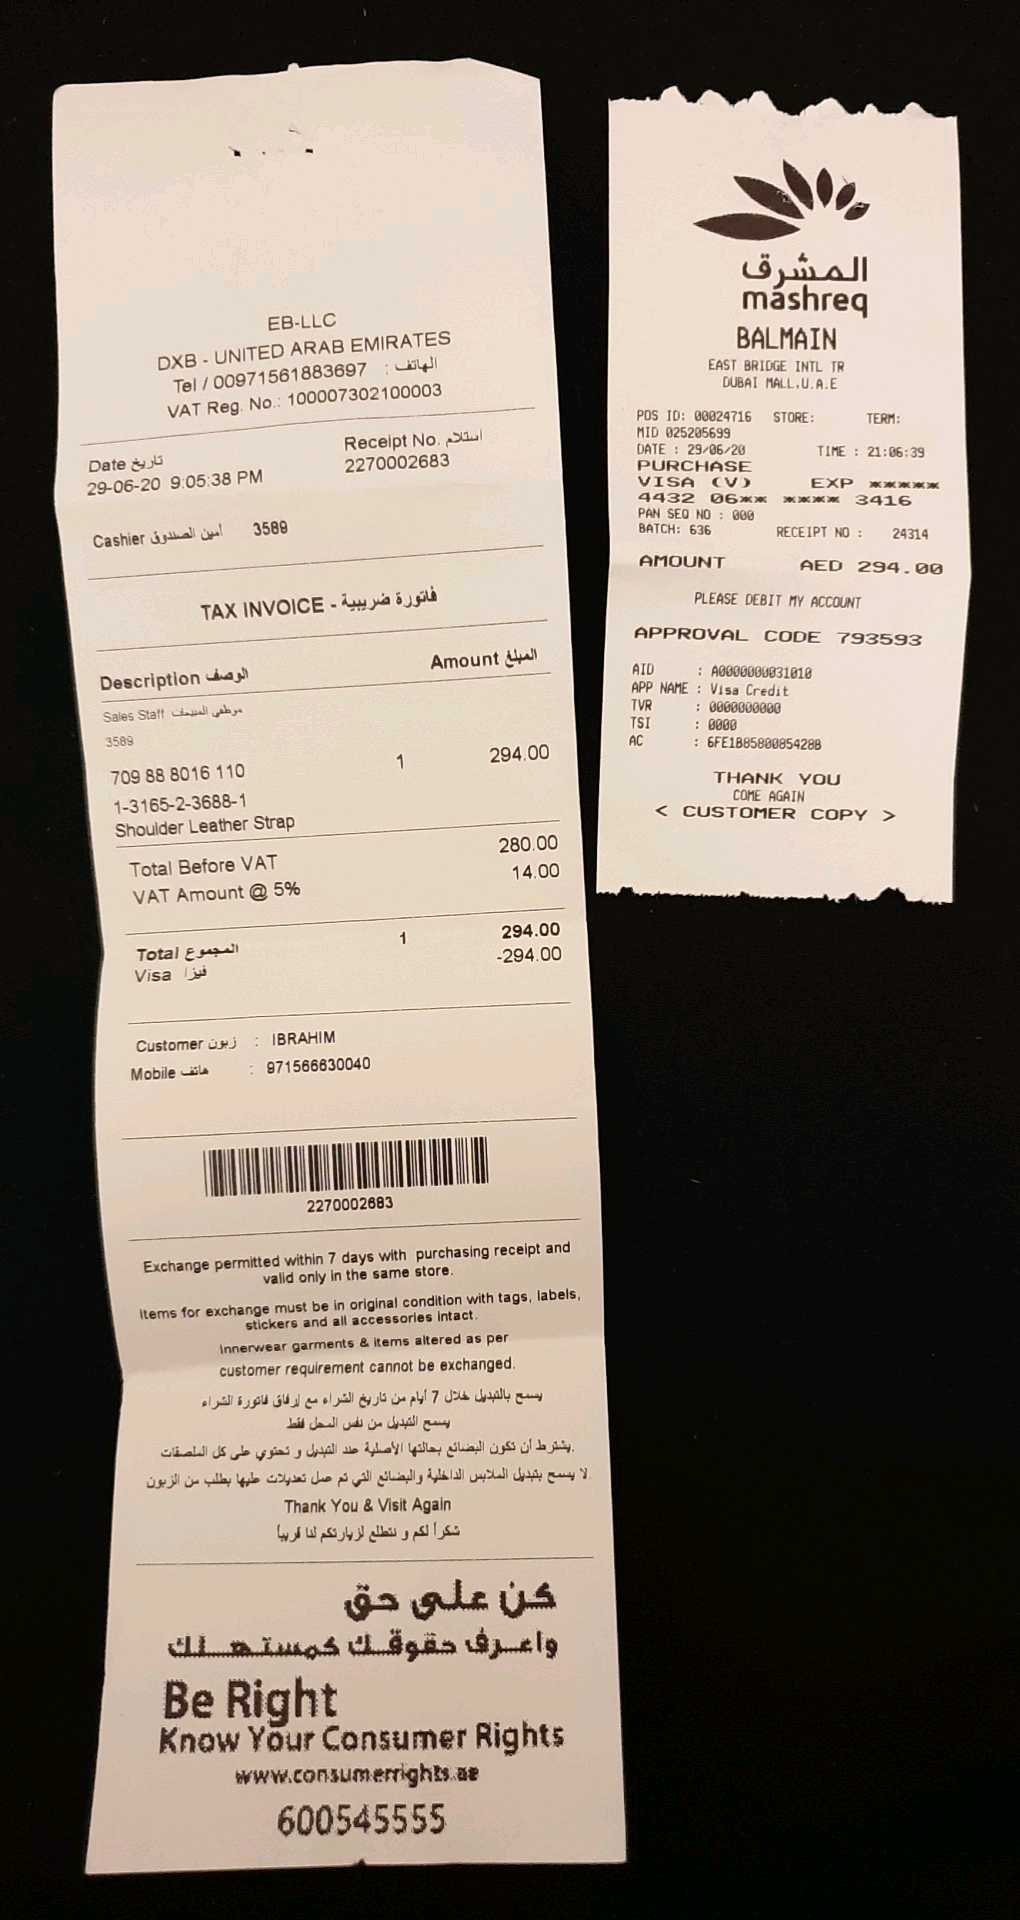 EB-LLC
DXB - UNITED ARAB EMIRATES
Tel / 00971561883697 : الهاتف
VAT Reg. No.: 100007302100003
Date تاريخ
29-06-20 9:05:38 PM
Receipt No. استلام
2270002683
Cashier أمين الصندوق 3589
TAX INVOICE - فاتورة ضريبية
Description الوصف Amount المبلغ
Sales Staff موظفي المبيعات
3589
709 88 8016 110 1 294.00
1-3165-2-3688-1
Shoulder Leather Strap
Total Before VAT 280.00
VAT Amount @ 5% 14.00
Total المجموع 1 294.00
Visa فيزا -294.00
Customer زبون : IBRAHIM
Mobile هاتف : 971566630040
2270002683
Exchange permitted within 7 days with purchasing receipt and
valid only in the same store.
Items for exchange must be in original condition with tags, labels,
stickers and all accessories intact.
Innerwear garments & items altered as per
customer requirement cannot be exchanged.
يسمح بالتبديل خلال 7 أيام من تاريخ الشراء مع إرفاق فاتورة الشراء
يسمح التبديل من نفس المحل فقط
يشترط أن تكون البضائع بحالتها الأصلية عند التبديل و تحتوي على كل الملصقات.
لا يسمح بتبديل الملابس الداخلية والبضائع التي تم عمل تعديلات عليها بطلب من الزبون.
Thank You & Visit Again
شكراً لكم و نتطلع لزيارتكم لنا قريباً
كن على حق
واعرف حقوقك كمستهلك
Be Right
Know Your Consumer Rights
www.consumerrights.ae
600545555
المشرق
mashreq
BALMAIN
EAST BRIDGE INTL TR
DUBAI MALL.U.A.E
POS ID: 00024716 STORE: TERM:
MID 025205699
DATE : 29/06/20 TIME : 21:06:39
PURCHASE
VISA (V) EXP *****
4432 06** **** 3416
PAN SEQ NO : 000
BATCH: 636 RECEIPT NO : 24314
AMOUNT AED 294.00
PLEASE DEBIT MY ACCOUNT
APPROVAL CODE 793593
AID : A0000000031010
APP NAME : Visa Credit
TVR : 0000000000
TSI : 0000
AC : 6FE1B8580085428B
THANK YOU
COME AGAIN
< CUSTOMER COPY >